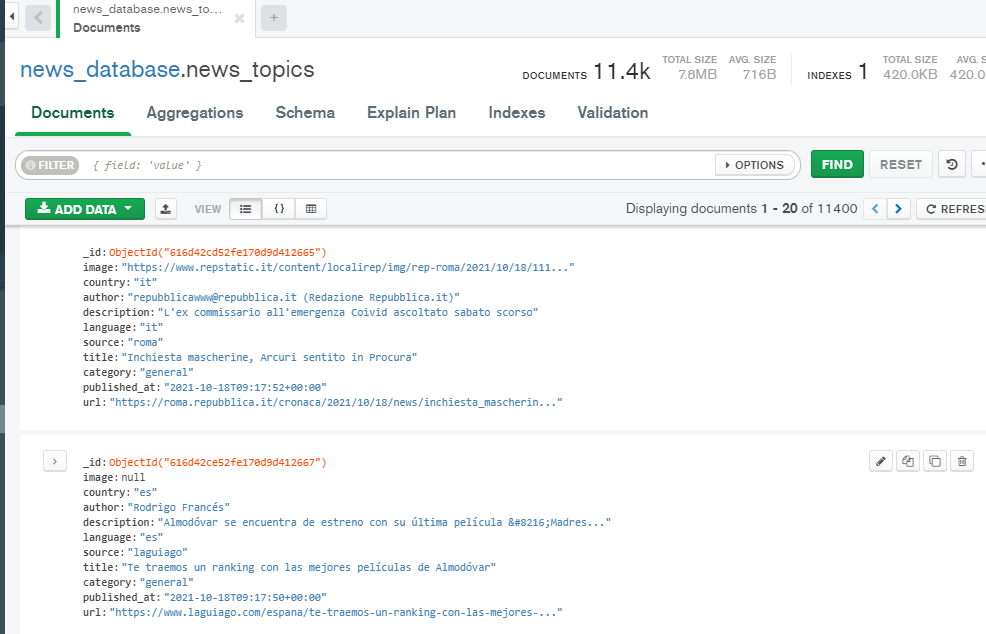 news_database.news_to...
Documents
news_database.news_topics
DOCUMENTS 11.4k
TOTAL SIZE
7.8MB
AVG. SIZE
716B
INDEXES 1
TOTAL SIZE
420.0KB
AVG. S
420.0
Documents
Aggregations
Schema
Explain Plan
Indexes
Validation
FILTER { field: 'value' }
OPTIONS
FIND
RESET
ADD DATA
VIEW
{}
Displaying documents 1 - 20 of 11400
REFRES
_id: ObjectId("616d42cd52fe170d9d412665")
image: "https://www.repstatic.it/content/localirep/img/rep-roma/2021/10/18/111..."
country: "it"
author: "repubblicawww@repubblica.it (Redazione Repubblica.it)"
description: "L'ex commissario all'emergenza Coivid ascoltato sabato scorso"
language: "it"
source: "roma"
title: "Inchiesta mascherine, Arcuri sentito in Procura"
category: "general"
published_at: "2021-10-18T09:17:52+00:00"
url: "https://roma.repubblica.it/cronaca/2021/10/18/news/inchiesta_mascherin..."
_id: ObjectId("616d42ce52fe170d9d412667")
image: null
country: "es"
author: "Rodrigo Francés"
description: "Almodóvar se encuentra de estreno con su última película &#8216;Madres..."
language: "es"
source: "laguiago"
title: "Te traemos un ranking con las mejores películas de Almodóvar"
category: "general"
published_at: "2021-10-18T09:17:50+00:00"
url: "https://www.laguiago.com/espana/te-traemos-un-ranking-con-las-mejores-..."